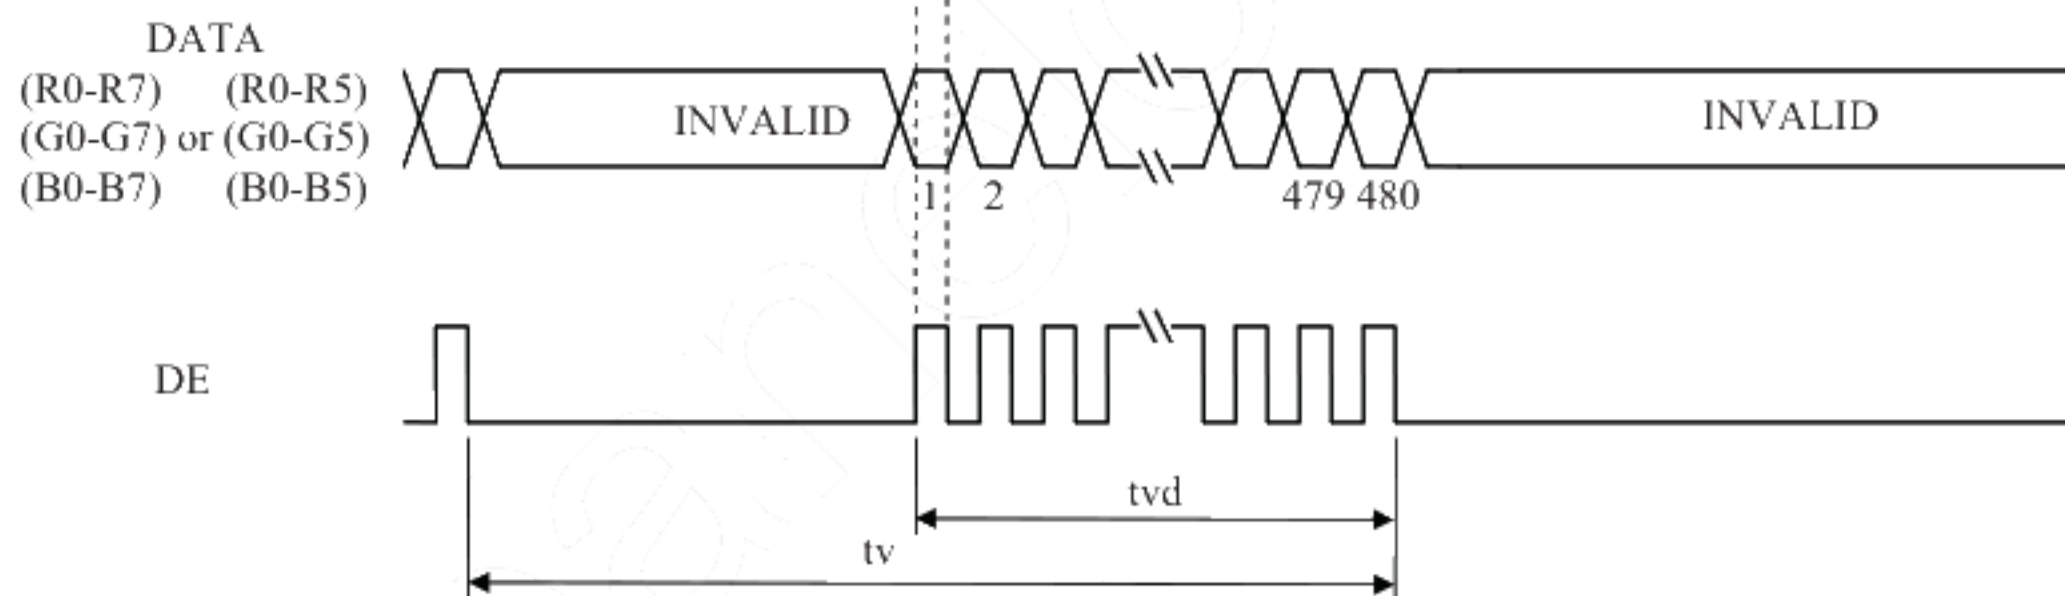 DATA
(R0-R7) (R0-R5)
(G0-G7) or (G0-G5)
(B0-B7) (B0-B5)
INVALID
INVALID
1 2 479 480
DE
tvd
tv